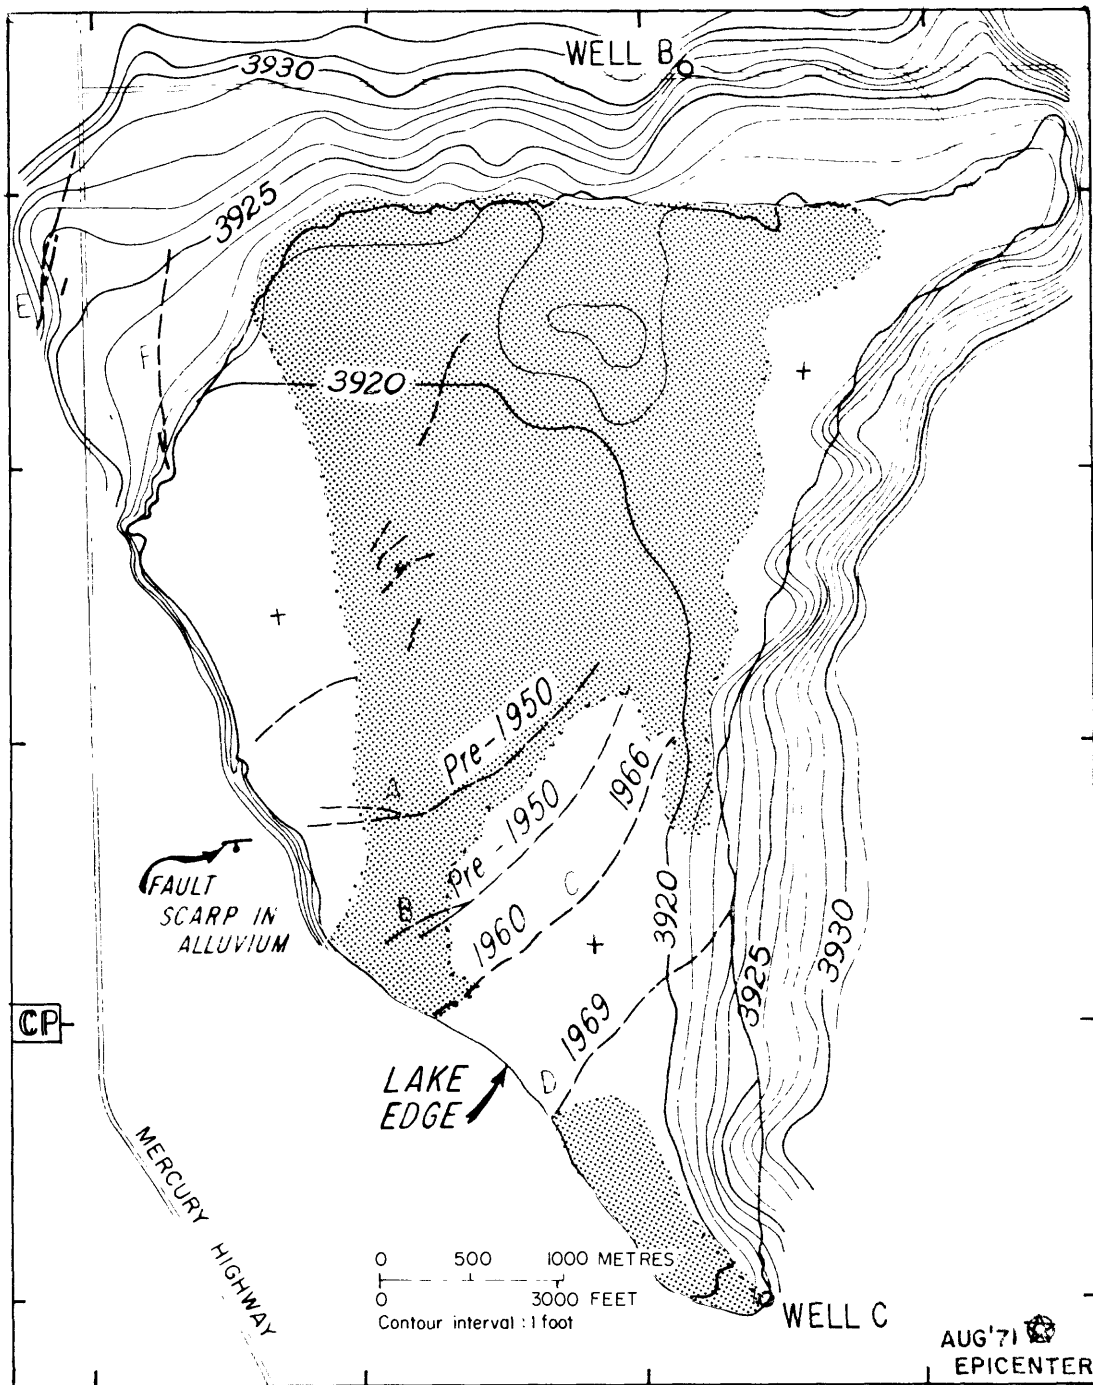 WELL B
3930
3925
E
F
3920
Pre-1950
A
1966
Pre-1950
B
C
1960
FAULT
SCARP IN
ALLUVIUM
3920
3925
3930
CP
1969
D
LAKE
EDGE
MERCURY HIGHWAY
0 500 1000 METRES
0 3000 FEET
Contour interval : 1 foot
WELL C
AUG'71
EPICENTER